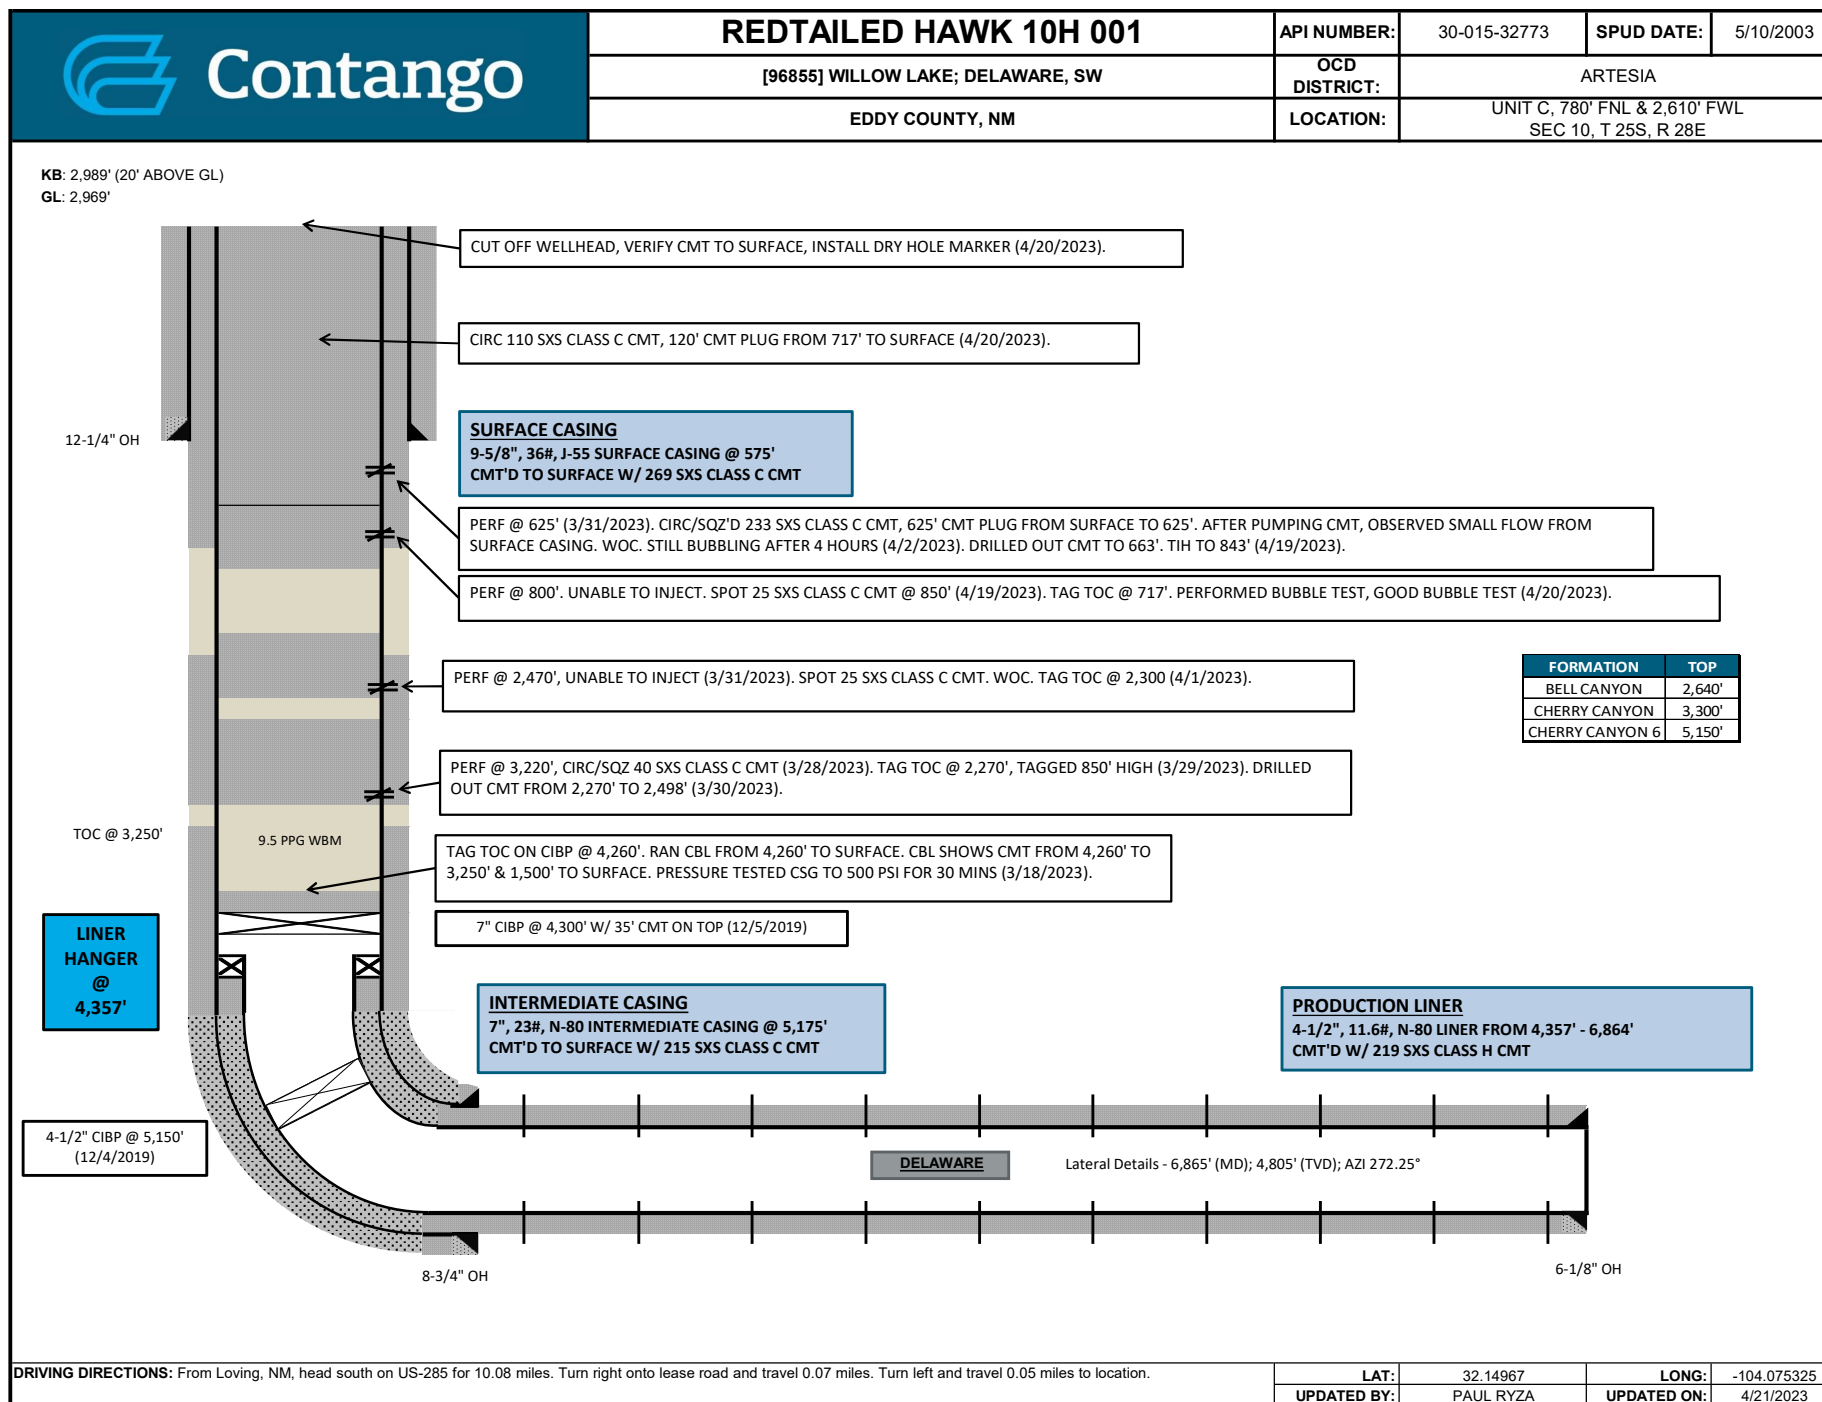 Contango
REDTAILED HAWK 10H 001
API NUMBER: 30-015-32773 SPUD DATE: 5/10/2003
[96855] WILLOW LAKE; DELAWARE, SW
OCD DISTRICT: ARTESIA
EDDY COUNTY, NM
LOCATION: UNIT C, 780' FNL & 2,610' FWL
SEC 10, T 25S, R 28E
KB: 2,989' (20' ABOVE GL)
GL: 2,969'
CUT OFF WELLHEAD, VERIFY CMT TO SURFACE, INSTALL DRY HOLE MARKER (4/20/2023).
CIRC 110 SXS CLASS C CMT, 120' CMT PLUG FROM 717' TO SURFACE (4/20/2023).
12-1/4" OH
SURFACE CASING
9-5/8", 36#, J-55 SURFACE CASING @ 575'
CMT'D TO SURFACE W/ 269 SXS CLASS C CMT
PERF @ 625' (3/31/2023). CIRC/SQZ'D 233 SXS CLASS C CMT, 625' CMT PLUG FROM SURFACE TO 625'. AFTER PUMPING CMT, OBSERVED SMALL FLOW FROM
SURFACE CASING. WOC. STILL BUBBLING AFTER 4 HOURS (4/2/2023). DRILLED OUT CMT TO 663'. TIH TO 843' (4/19/2023).
PERF @ 800'. UNABLE TO INJECT. SPOT 25 SXS CLASS C CMT @ 850' (4/19/2023). TAG TOC @ 717'. PERFORMED BUBBLE TEST, GOOD BUBBLE TEST (4/20/2023).
PERF @ 2,470', UNABLE TO INJECT (3/31/2023). SPOT 25 SXS CLASS C CMT. WOC. TAG TOC @ 2,300 (4/1/2023).
FORMATION TOP
BELL CANYON 2,640'
CHERRY CANYON 3,300'
CHERRY CANYON 6 5,150'
PERF @ 3,220', CIRC/SQZ 40 SXS CLASS C CMT (3/28/2023). TAG TOC @ 2,270', TAGGED 850' HIGH (3/29/2023). DRILLED
OUT CMT FROM 2,270' TO 2,498' (3/30/2023).
TOC @ 3,250'
9.5 PPG WBM
TAG TOC ON CIBP @ 4,260'. RAN CBL FROM 4,260' TO SURFACE. CBL SHOWS CMT FROM 4,260' TO
3,250' & 1,500' TO SURFACE. PRESSURE TESTED CSG TO 500 PSI FOR 30 MINS (3/18/2023).
7" CIBP @ 4,300' W/ 35' CMT ON TOP (12/5/2019)
LINER
HANGER
@
4,357'
INTERMEDIATE CASING
7", 23#, N-80 INTERMEDIATE CASING @ 5,175'
CMT'D TO SURFACE W/ 215 SXS CLASS C CMT
PRODUCTION LINER
4-1/2", 11.6#, N-80 LINER FROM 4,357' - 6,864'
CMT'D W/ 219 SXS CLASS H CMT
4-1/2" CIBP @ 5,150'
(12/4/2019)
DELAWARE
Lateral Details - 6,865' (MD); 4,805' (TVD); AZI 272.25°
8-3/4" OH
6-1/8" OH
DRIVING DIRECTIONS: From Loving, NM, head south on US-285 for 10.08 miles. Turn right onto lease road and travel 0.07 miles. Turn left and travel 0.05 miles to location.
LAT: 32.14967 LONG: -104.075325
UPDATED BY: PAUL RYZA UPDATED ON: 4/21/2023